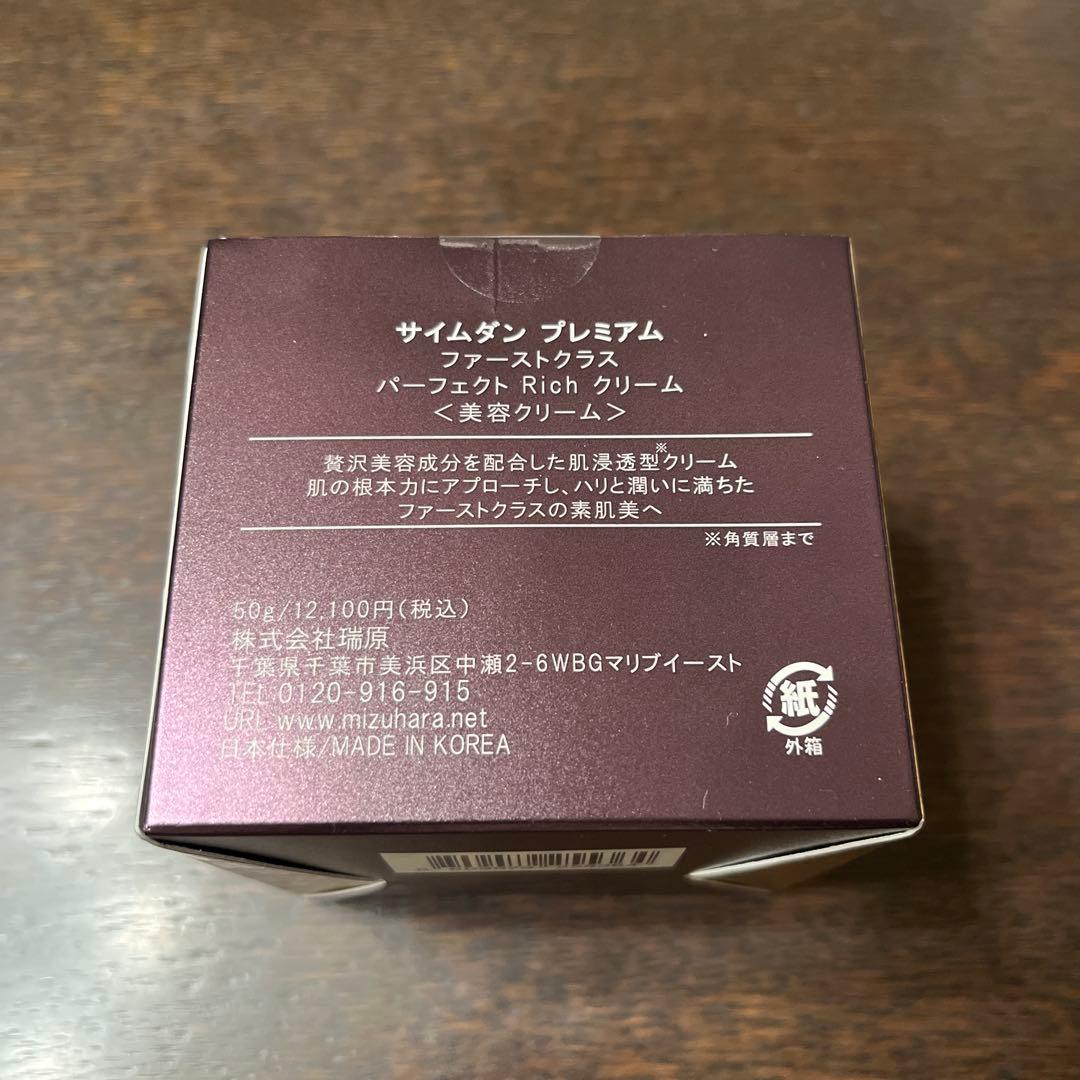 サイムダン プレミアム
ファーストクラス
パーフェクト Rich クリーム
＜美容クリーム＞
贅沢美容成分を配合した肌浸透型※クリーム
肌の根本力にアプローチし、ハリと潤いに満ちた
ファーストクラスの素肌美へ
※角質層まで
50g/12,100円(税込)
株式会社瑞原
千葉県千葉市美浜区中瀬2-6WBGマリブイースト
TEL 0120-916-915
URL www.mizuhara.net
日本仕様/MADE IN KOREA
紙
外箱